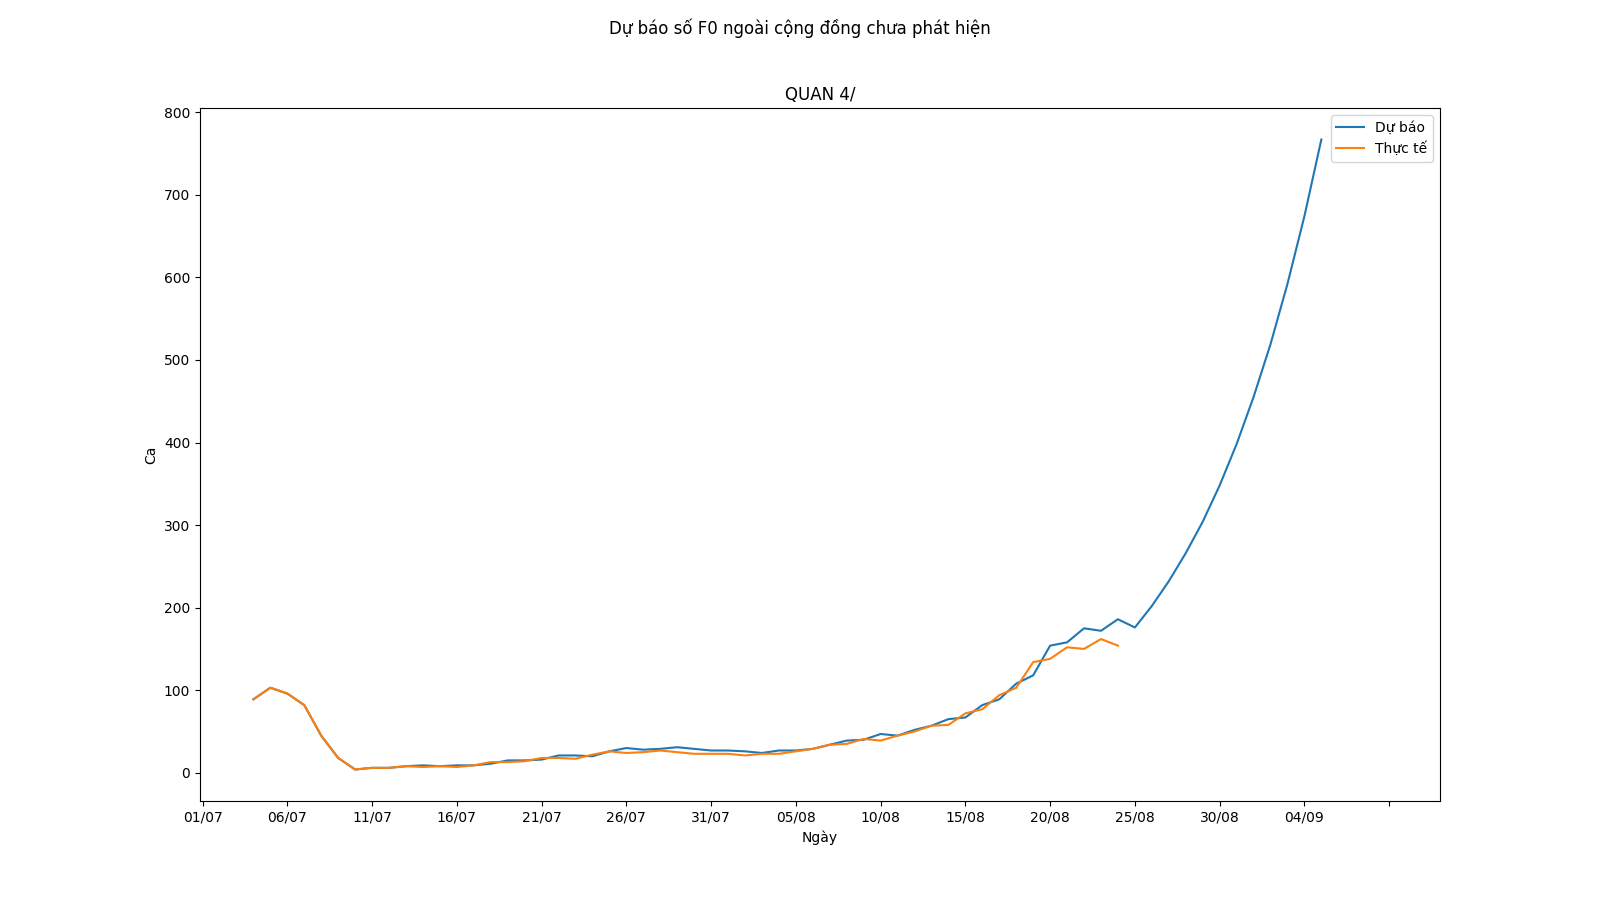 Dự báo số F0 ngoài cộng đồng chưa phát hiện
QUAN 4/
Dự báo
Thực tế
800
700
600
500
400
300
200
100
0
Ca
01/07 06/07 11/07 16/07 21/07 26/07 31/07 05/08 10/08 15/08 20/08 25/08 30/08 04/09
Ngày